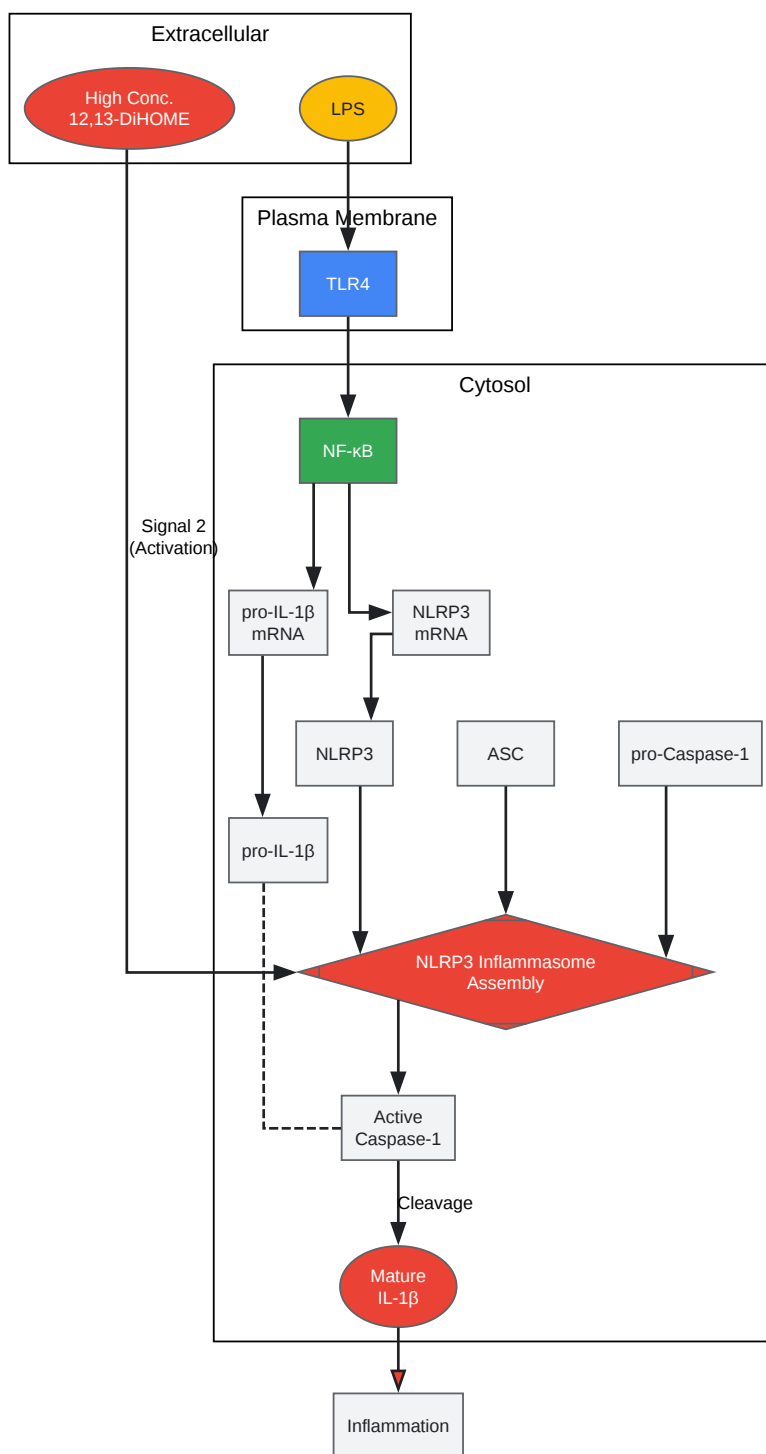 Extracellular
High Conc.
12,13-DiHOME
LPS
Plasma Membrane
TLR4
Cytosol
NF-κB
Signal 2
(Activation)
pro-IL-1β
mRNA
NLRP3
mRNA
NLRP3
ASC
pro-Caspase-1
pro-IL-1β
NLRP3 Inflammasome
Assembly
Active
Caspase-1
Cleavage
Mature
IL-1β
Inflammation